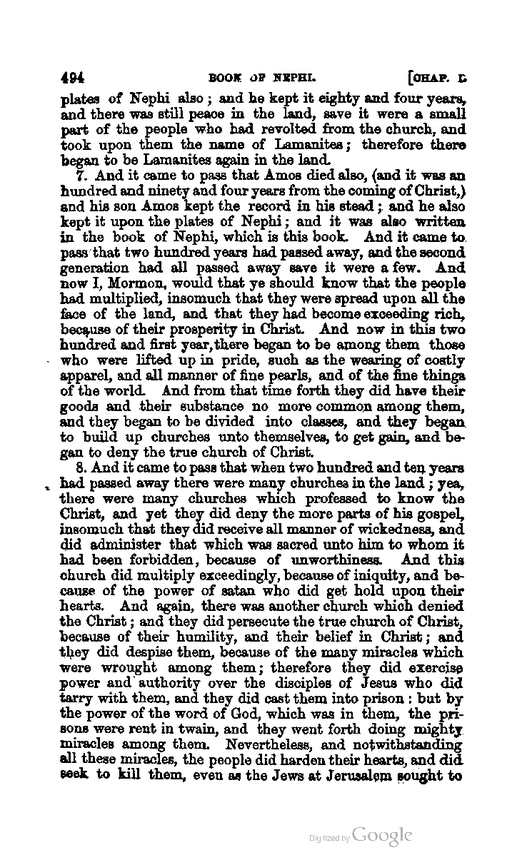 494 BOOK OF NEPHI. [CHAP. I.
plates of Nephi also; and he kept it eighty and four years,
and there was still peace in the land, save it were a small
part of the people who had revolted from the church, and
took upon them the name of Lamanites; therefore there
began to be Lamanites again in the land.
7. And it came to pass that Amos died also, (and it was an
hundred and ninety and four years from the coming of Christ,)
and his son Amos kept the record in his stead; and he also
kept it upon the plates of Nephi; and it was also written
in the book of Nephi, which is this book. And it came to
pass that two hundred years had passed away, and the second
generation had all passed away save it were a few. And
now I, Mormon, would that ye should know that the people
had multiplied, insomuch that they were spread upon all the
face of the land, and that they had become exceeding rich,
because of their prosperity in Christ. And now in this two
hundred and first year, there began to be among them those
who were lifted up in pride, such as the wearing of costly
apparel, and all manner of fine pearls, and of the fine things
of the world. And from that time forth they did have their
goods and their substance no more common among them,
and they began to be divided into classes, and they began
to build up churches unto themselves, to get gain, and be-
gan to deny the true church of Christ.
8. And it came to pass that when two hundred and ten years
had passed away there were many churches in the land; yea,
there were many churches which professed to know the
Christ, and yet they did deny the more parts of his gospel,
insomuch that they did receive all manner of wickedness, and
did administer that which was sacred unto him to whom it
had been forbidden, because of unworthiness. And this
church did multiply exceedingly, because of iniquity, and be-
cause of the power of satan who did get hold upon their
hearts. And again, there was another church which denied
the Christ; and they did persecute the true church of Christ,
because of their humility, and their belief in Christ; and
they did despise them, because of the many miracles which
were wrought among them; therefore they did exercise
power and authority over the disciples of Jesus who did
tarry with them, and they did cast them into prison: but by
the power of the word of God, which was in them, the pri-
sons were rent in twain, and they went forth doing mighty
miracles among them. Nevertheless, and notwithstanding
all these miracles, the people did harden their hearts, and did
seek to kill them, even as the Jews at Jerusalem sought to
Digitized by Google